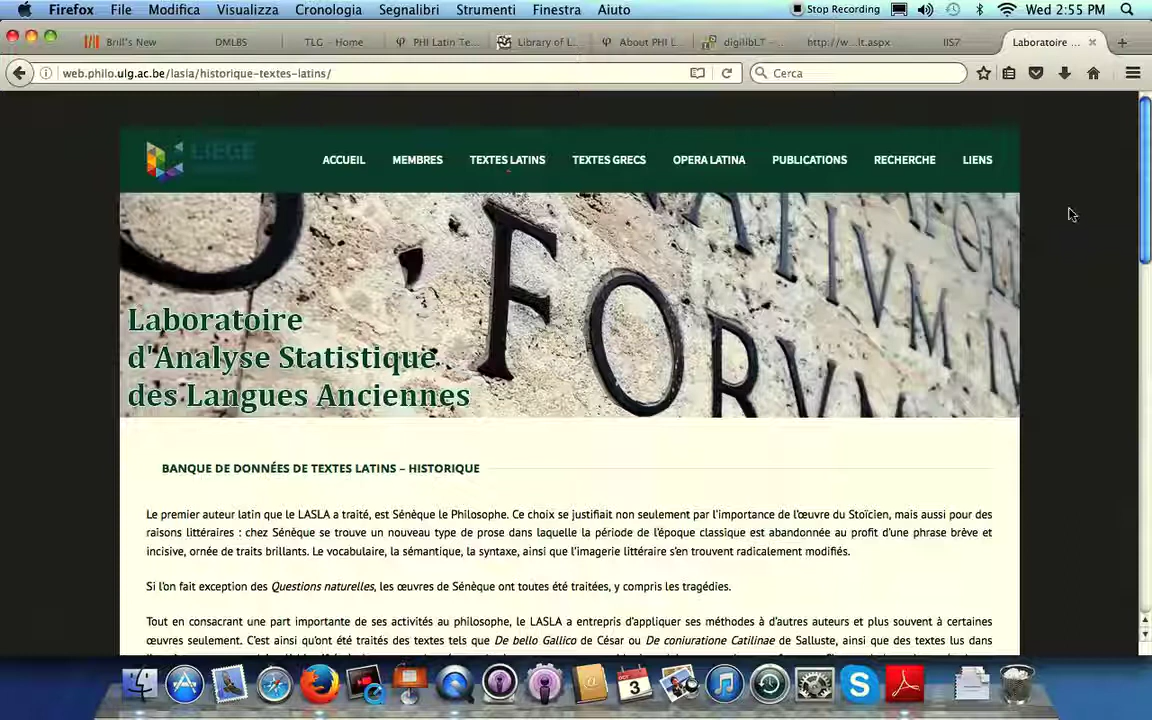 Firefox File Modifica Visualizza Cronologia Segnalibri Strumenti Finestra Aiuto Stop Recording Wed 2:55 PM
Brill's New DMLBS TLG - Home PHI Latin Te... Library of L... About PHI L... digilibLT -... http://w...lt.aspx IIS7 Laboratoire ...
web.philo.ulg.ac.be/lasla/historique-textes-latins/ Cerca
LIEGE ACCUEIL MEMBRES TEXTES LATINS TEXTES GRECS OPERA LATINA PUBLICATIONS RECHERCHE LIENS
S · FORVM
Laboratoire
d'Analyse Statistique
des Langues Anciennes
BANQUE DE DONNÉES DE TEXTES LATINS – HISTORIQUE
Le premier auteur latin que le LASLA a traité, est Sénèque le Philosophe. Ce choix se justifiait non seulement par l'importance de l'œuvre du Stoïcien, mais aussi pour des
raisons littéraires : chez Sénèque se trouve un nouveau type de prose dans laquelle la période de l'époque classique est abandonnée au profit d'une phrase brève et
incisive, ornée de traits brillants. Le vocabulaire, la sémantique, la syntaxe, ainsi que l'imagerie littéraire s'en trouvent radicalement modifiés.
Si l'on fait exception des Questions naturelles, les œuvres de Sénèque ont toutes été traitées, y compris les tragédies.
Tout en consacrant une part importante de ses activités au philosophe, le LASLA a entrepris d'appliquer ses méthodes à d'autres auteurs et plus souvent à certaines
œuvres seulement. C'est ainsi qu'ont été traités des textes tels que De bello Gallico de César ou De coniuratione Catilinae de Salluste, ainsi que des textes lus dans
3